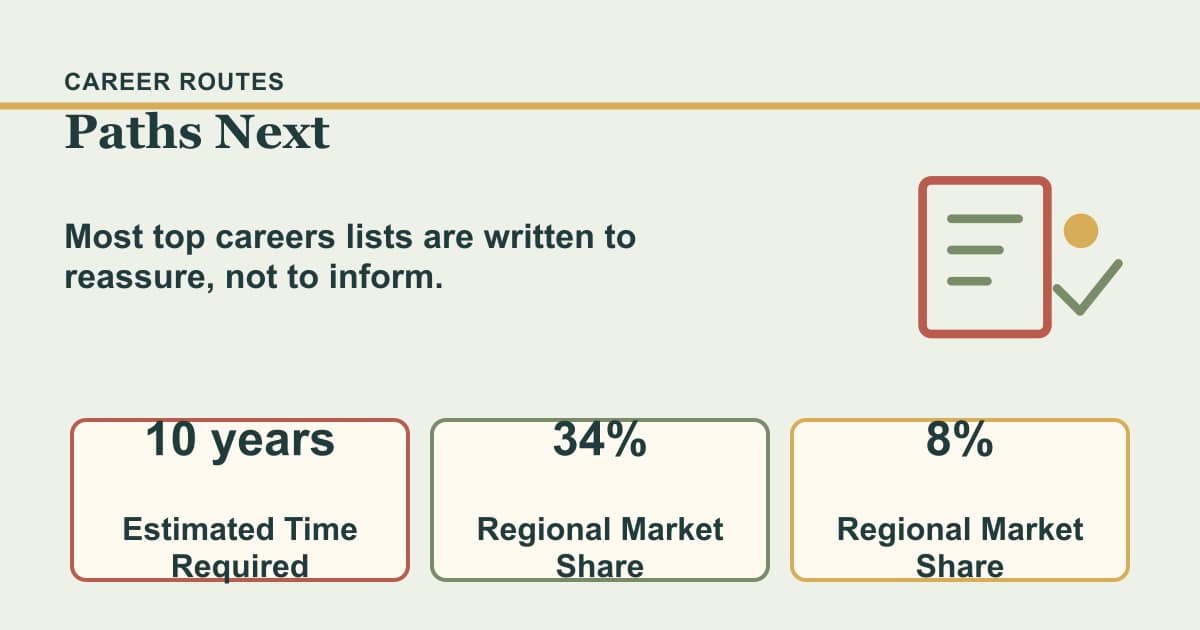 CAREER ROUTES
Paths Next
Most top careers lists are written to
reassure, not to inform.
10 years
Estimated Time
Required
34%
Regional Market
Share
8%
Regional Market
Share